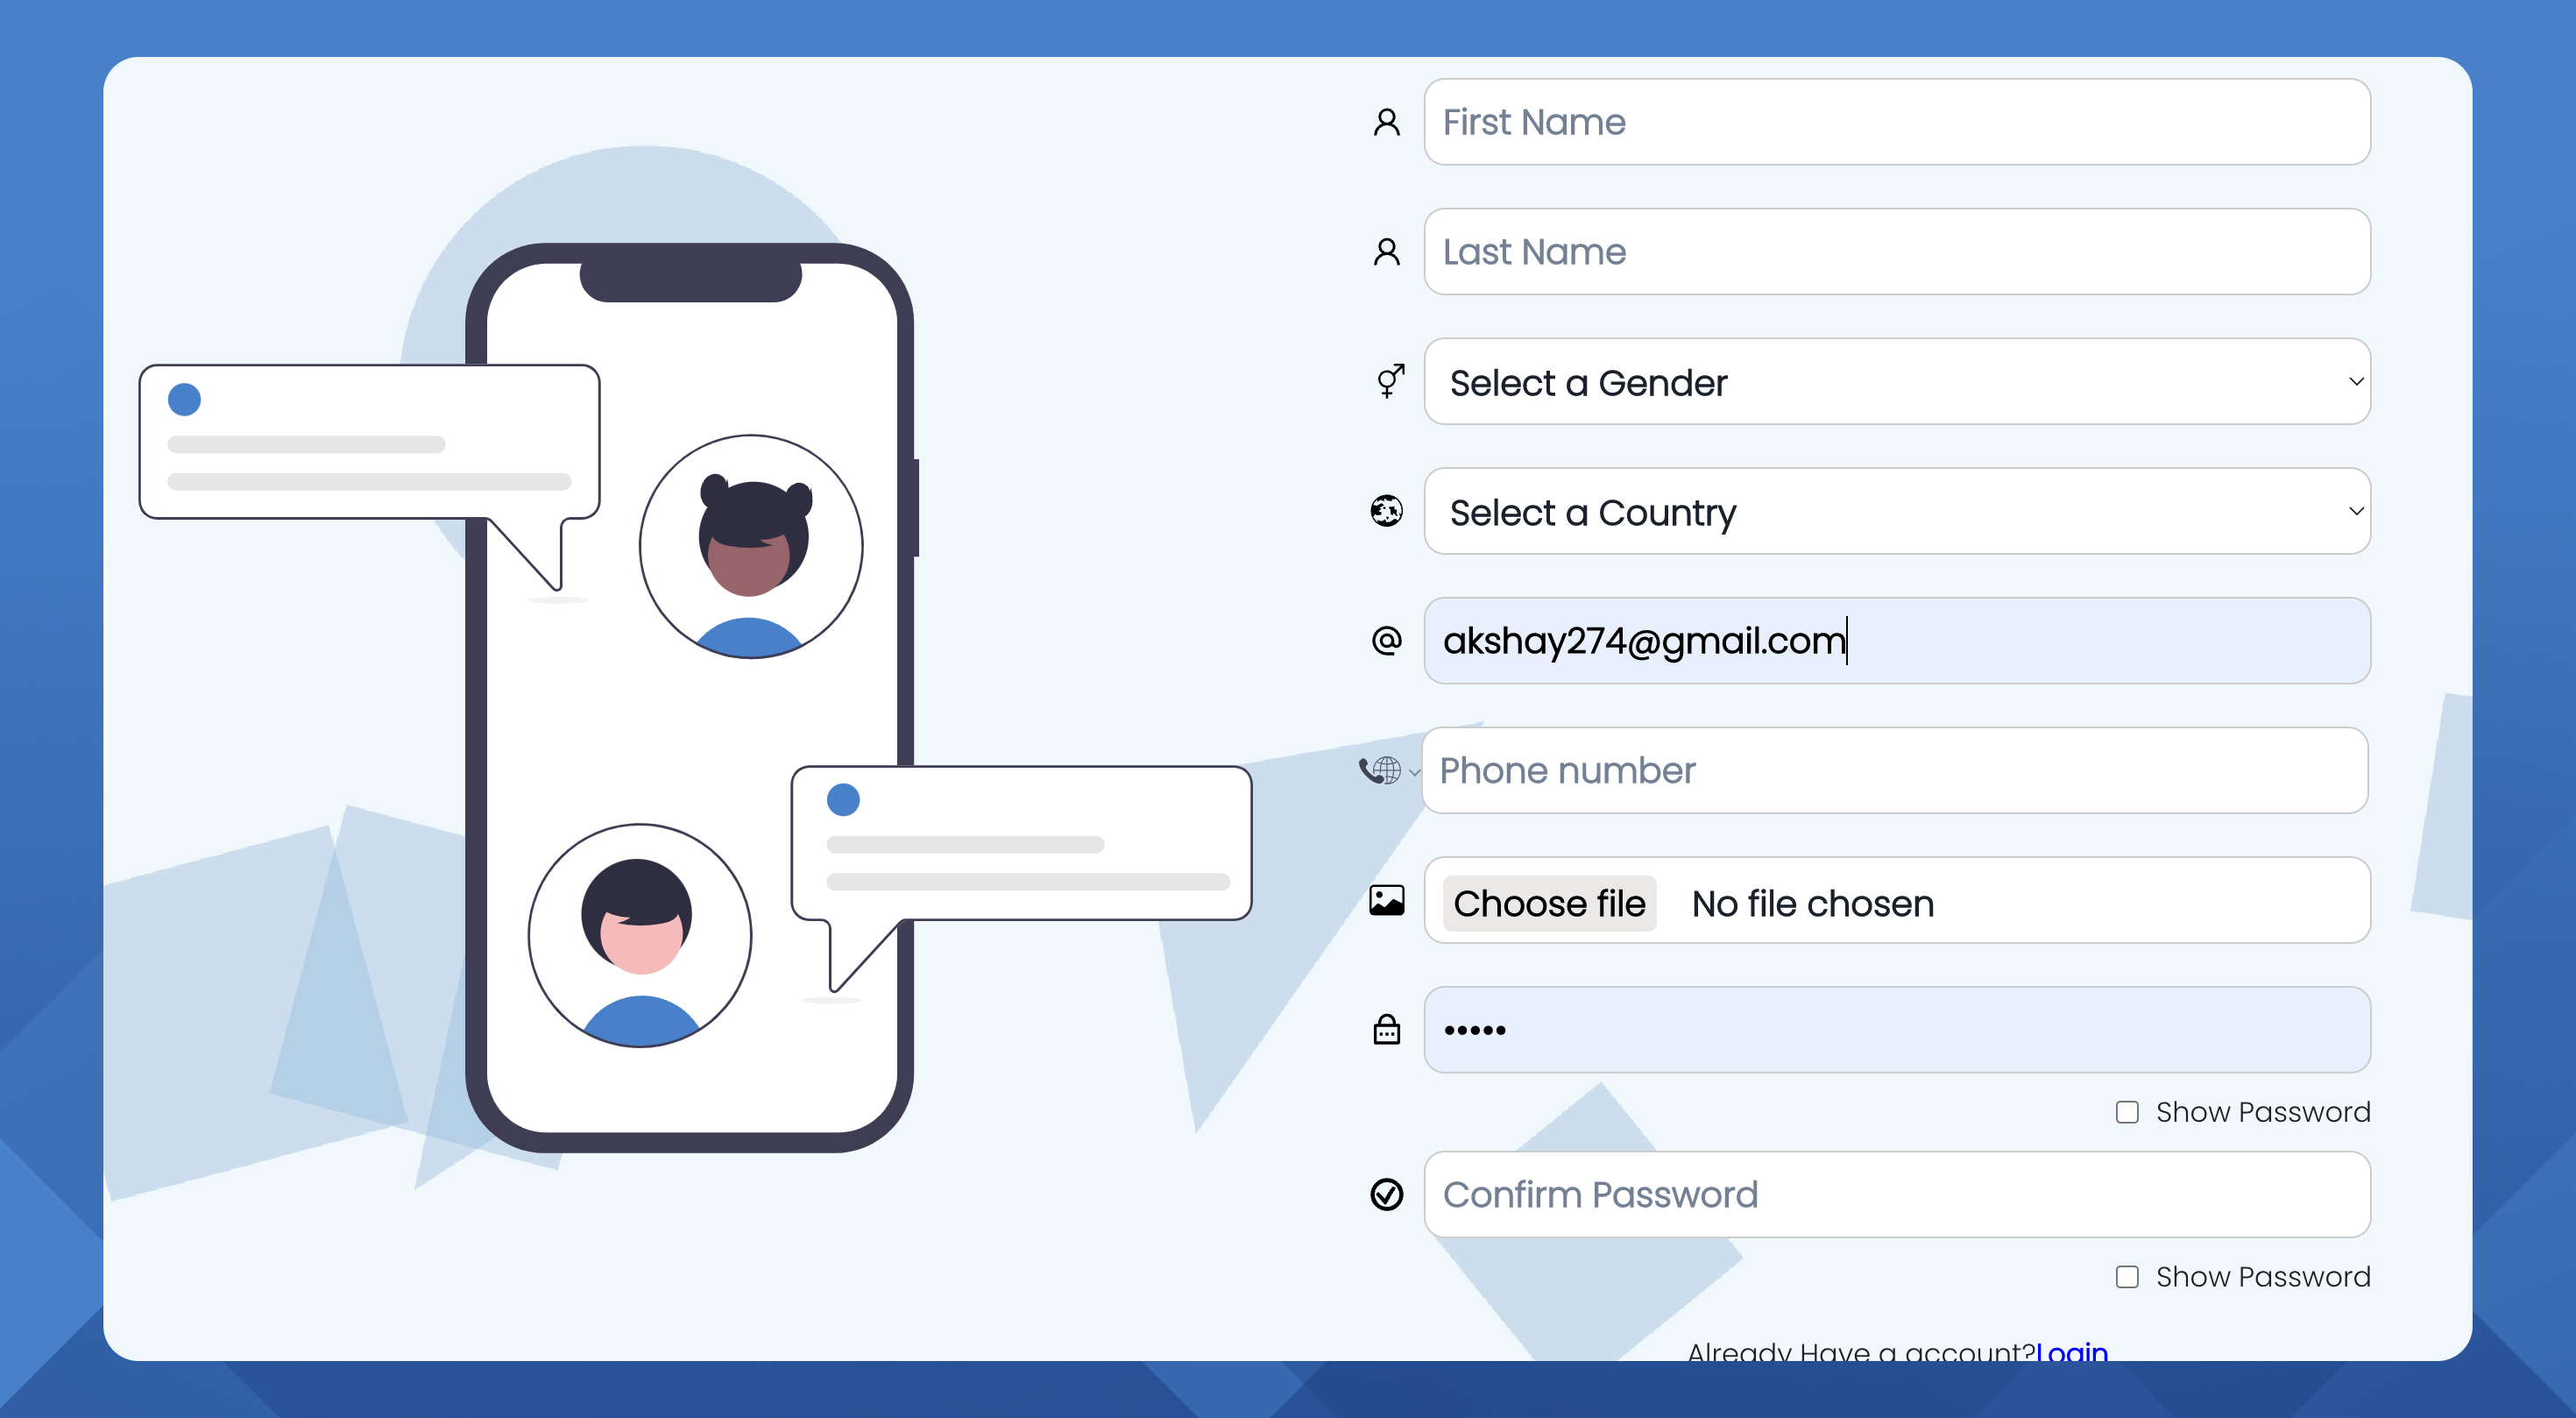 First Name
Last Name
Select a Gender
Select a Country
akshay274@gmail.com
Phone number
Choose file No file chosen
•••••
Show Password
Confirm Password
Show Password
Already Have a account?Login